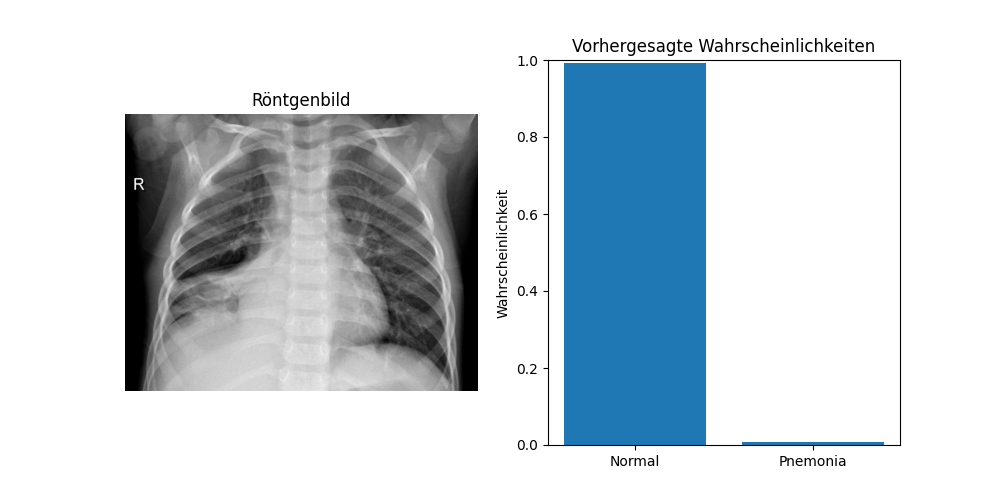 Röntgenbild
R
Vorhergesagte Wahrscheinlichkeiten
Wahrscheinlichkeit
1.0
0.8
0.6
0.4
0.2
0.0
Normal
Pnemonia